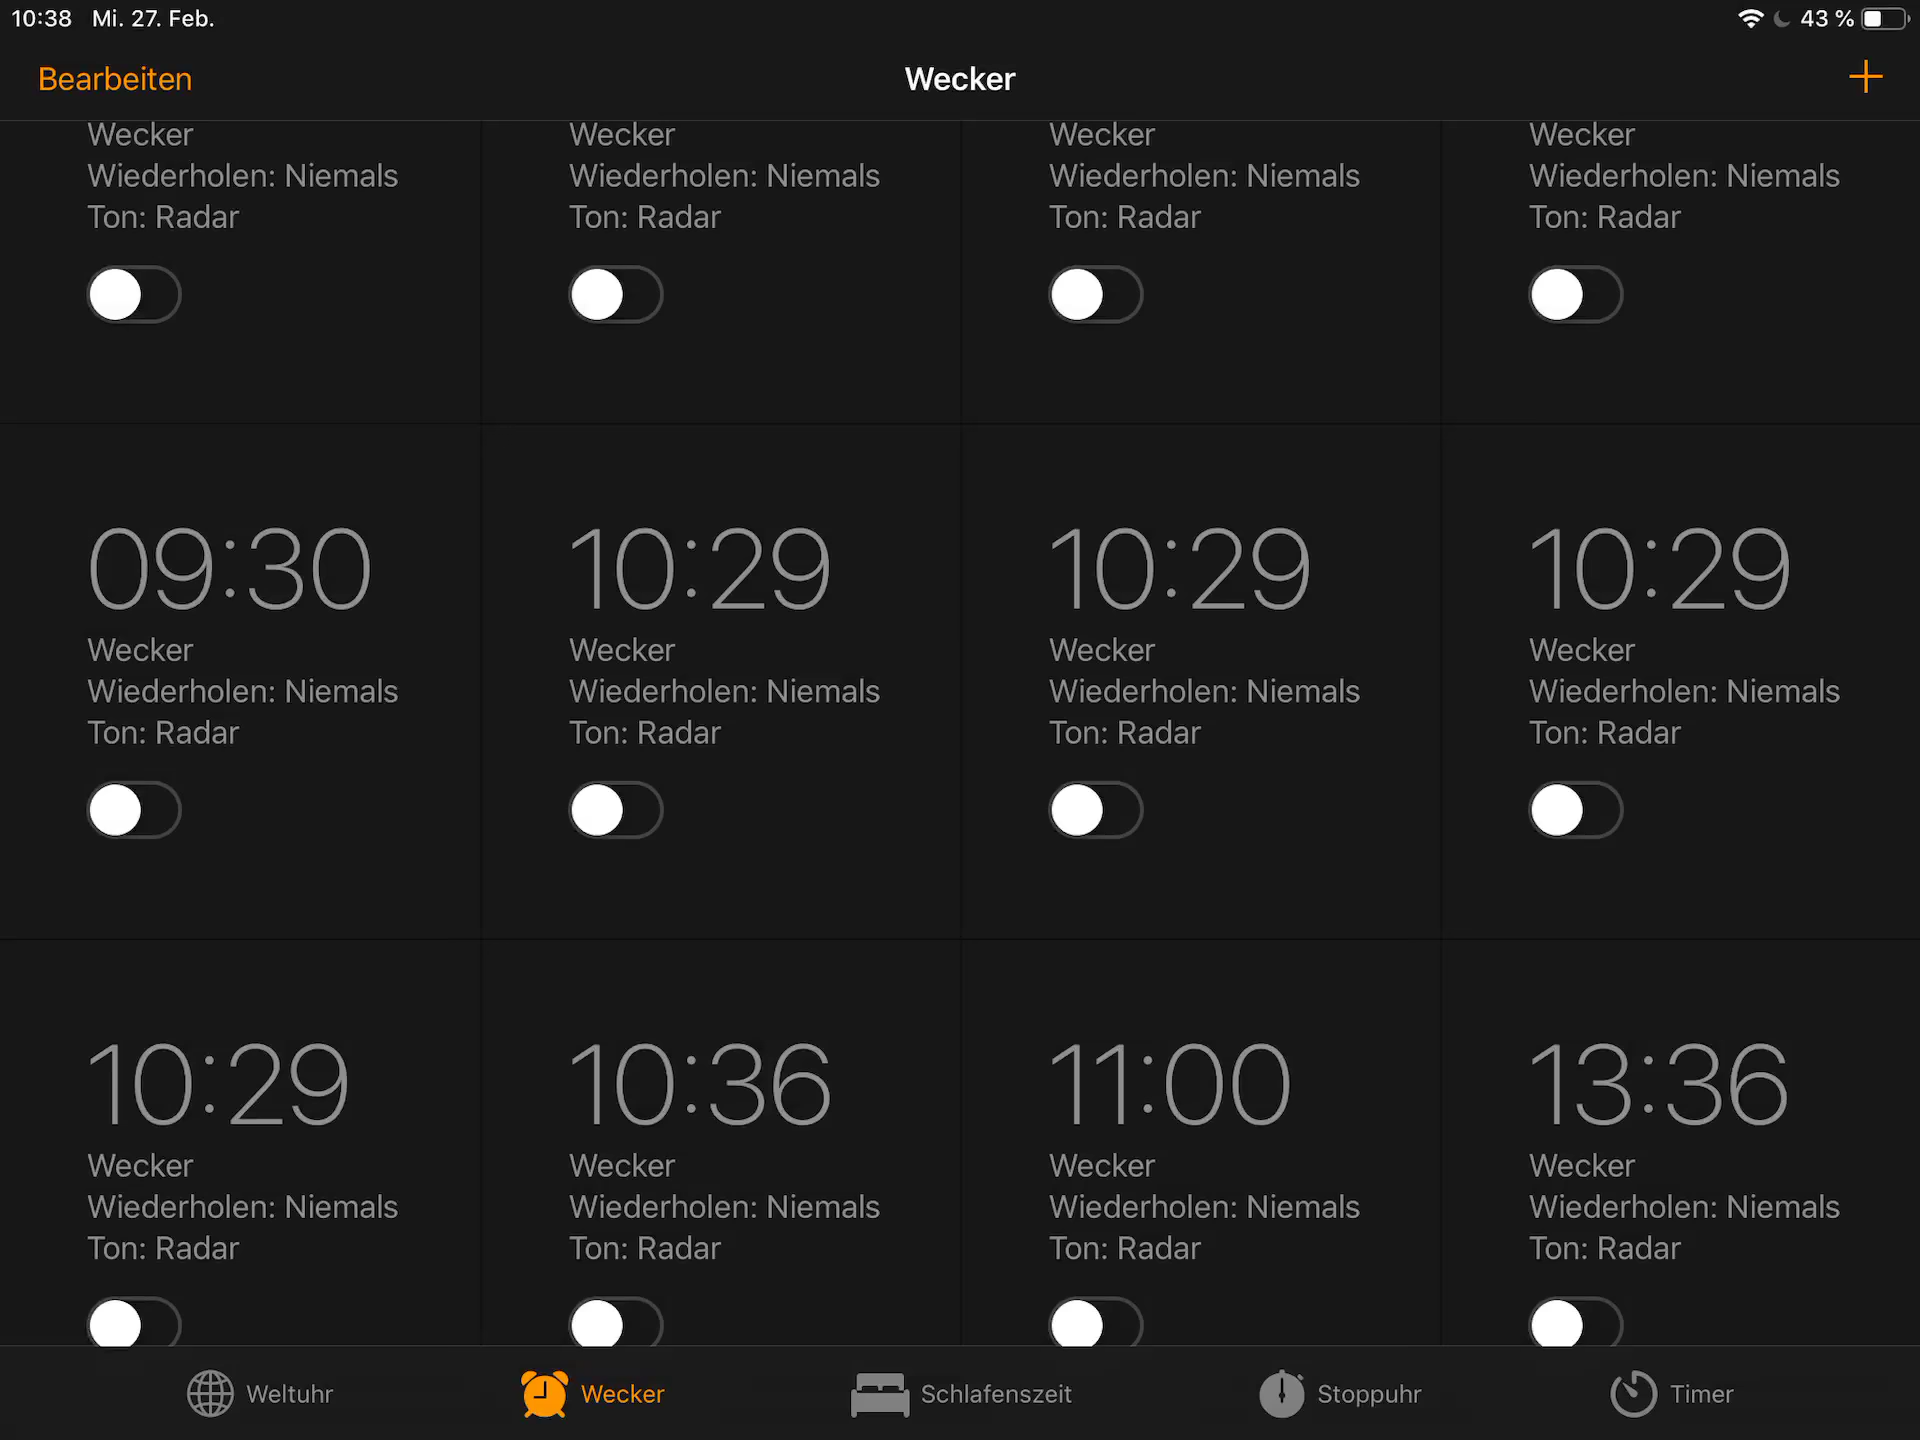 10:38 Mi. 27. Feb. 43 %
Bearbeiten Wecker
Wecker Wecker Wecker Wecker
Wiederholen: Niemals Wiederholen: Niemals Wiederholen: Niemals Wiederholen: Niemals
Ton: Radar Ton: Radar Ton: Radar Ton: Radar
09:30 10:29 10:29 10:29
Wecker Wecker Wecker Wecker
Wiederholen: Niemals Wiederholen: Niemals Wiederholen: Niemals Wiederholen: Niemals
Ton: Radar Ton: Radar Ton: Radar Ton: Radar
10:29 10:36 11:00 13:36
Wecker Wecker Wecker Wecker
Wiederholen: Niemals Wiederholen: Niemals Wiederholen: Niemals Wiederholen: Niemals
Ton: Radar Ton: Radar Ton: Radar Ton: Radar
Weltuhr Wecker Schlafenszeit Stoppuhr Timer